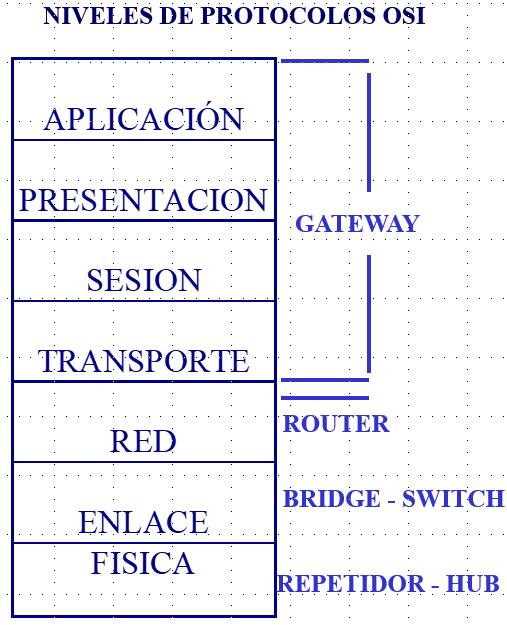 NIVELES DE PROTOCOLOS OSI
APLICACIÓN
PRESENTACION
GATEWAY
SESION
TRANSPORTE
ROUTER
RED
BRIDGE - SWITCH
ENLACE
FISICA
REPETIDOR - HUB